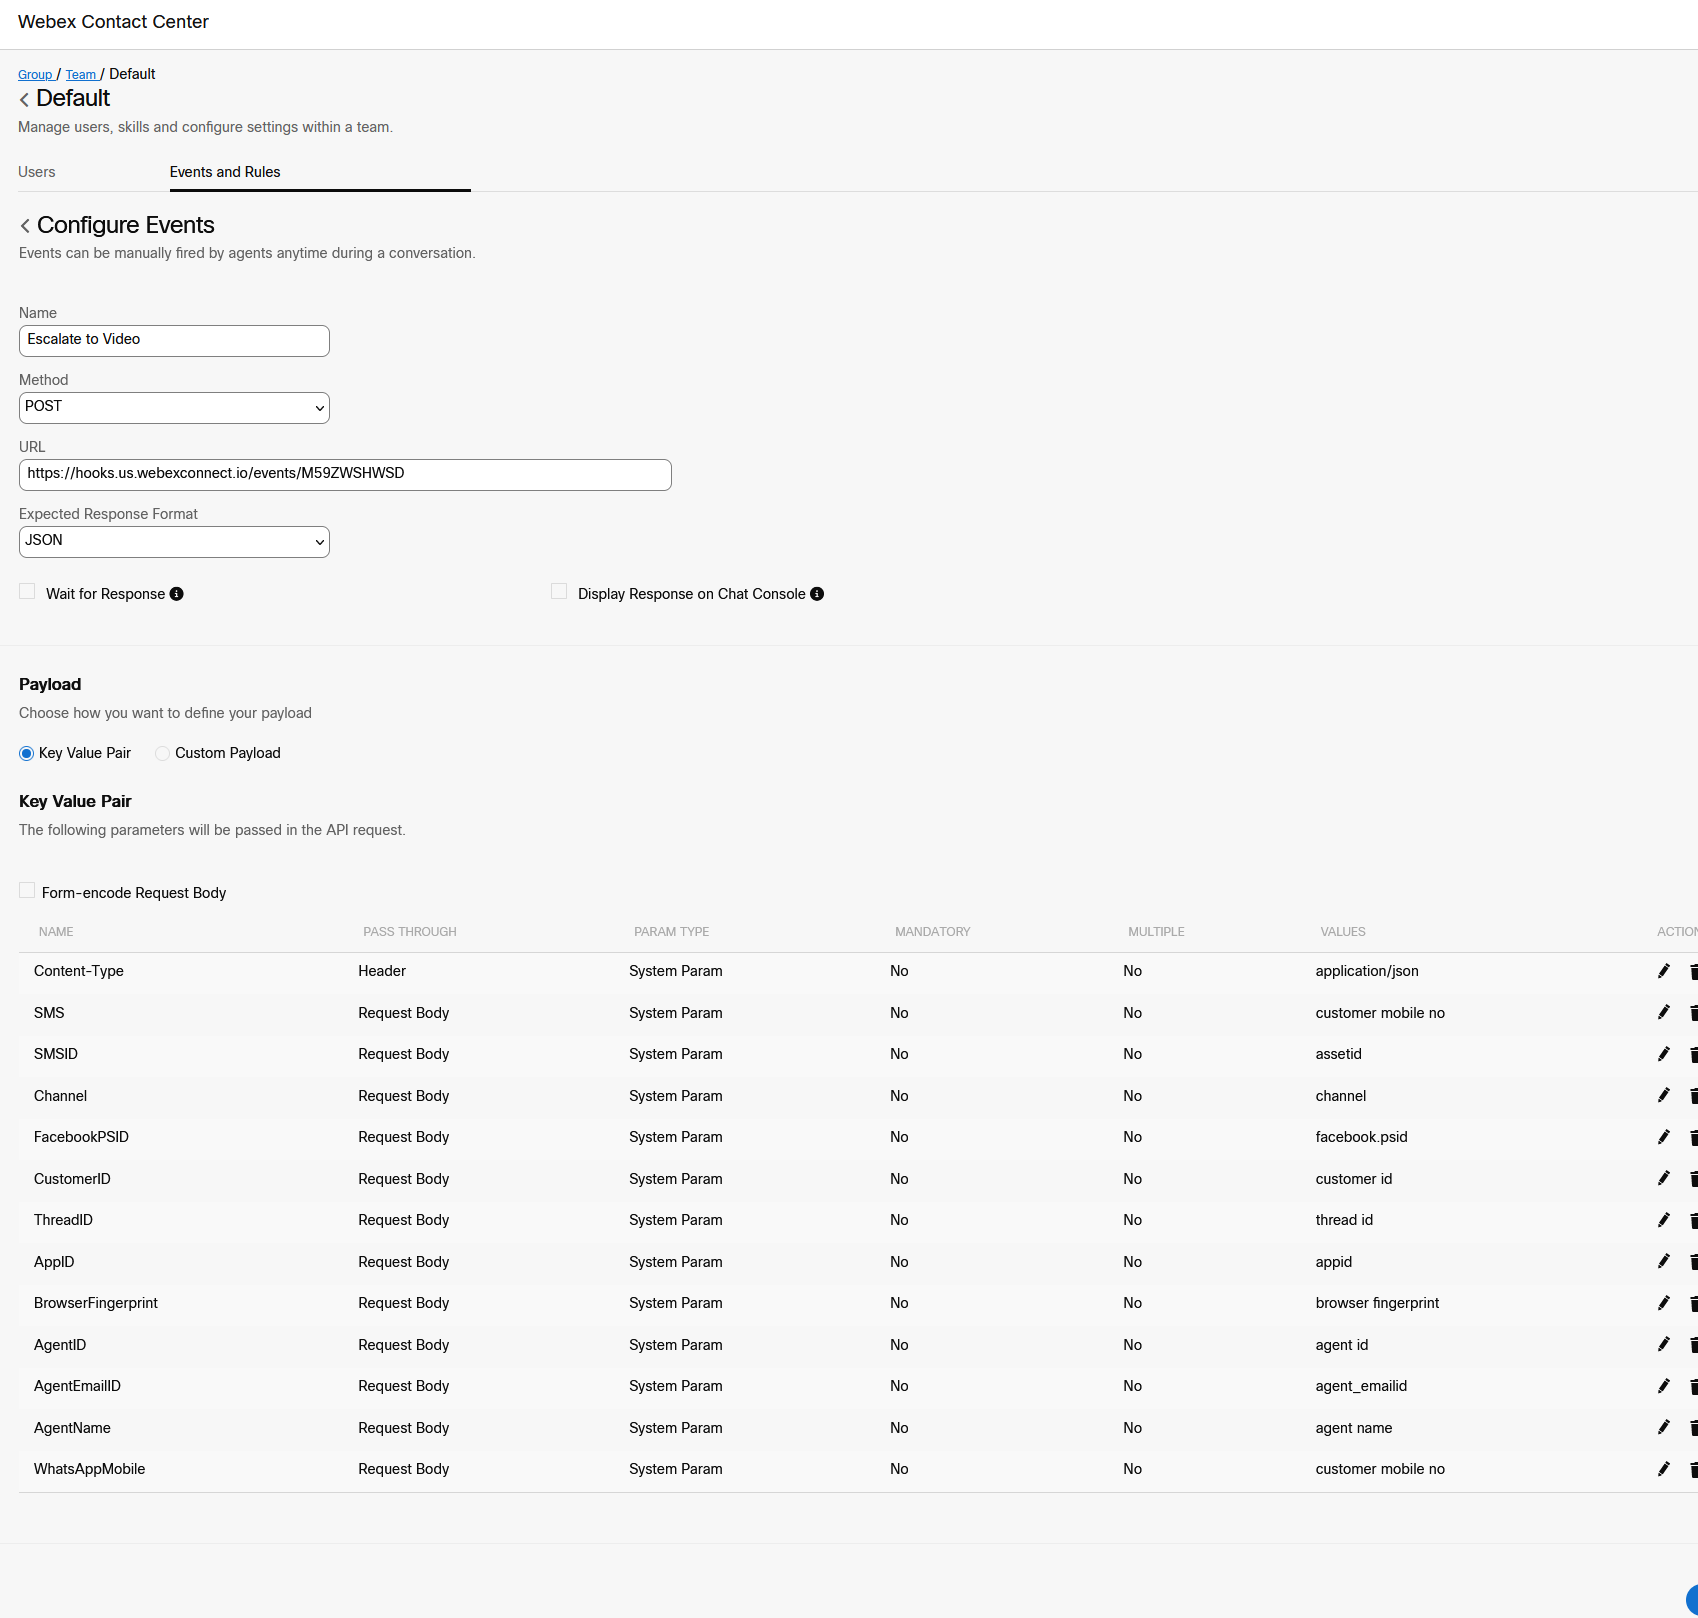 Webex Contact Center
Group / Team / Default
Default
Manage users, skills and configure settings within a team.
Users Events and Rules
Configure Events
Events can be manually fired by agents anytime during a conversation.
Name
Escalate to Video
Method
POST
URL
https://hooks.us.webexconnect.io/events/M59ZWSHWSD
Expected Response Format
JSON
Wait for Response Display Response on Chat Console
Payload
Choose how you want to define your payload
Key Value Pair Custom Payload
Key Value Pair
The following parameters will be passed in the API request.
Form-encode Request Body
NAME PASS THROUGH PARAM TYPE MANDATORY MULTIPLE VALUES ACTION
Content-Type Header System Param No No application/json
SMS Request Body System Param No No customer mobile no
SMSID Request Body System Param No No assetid
Channel Request Body System Param No No channel
FacebookPSID Request Body System Param No No facebook.psid
CustomerID Request Body System Param No No customer id
ThreadID Request Body System Param No No thread id
AppID Request Body System Param No No appid
BrowserFingerprint Request Body System Param No No browser fingerprint
AgentID Request Body System Param No No agent id
AgentEmailID Request Body System Param No No agent_emailid
AgentName Request Body System Param No No agent name
WhatsAppMobile Request Body System Param No No customer mobile no